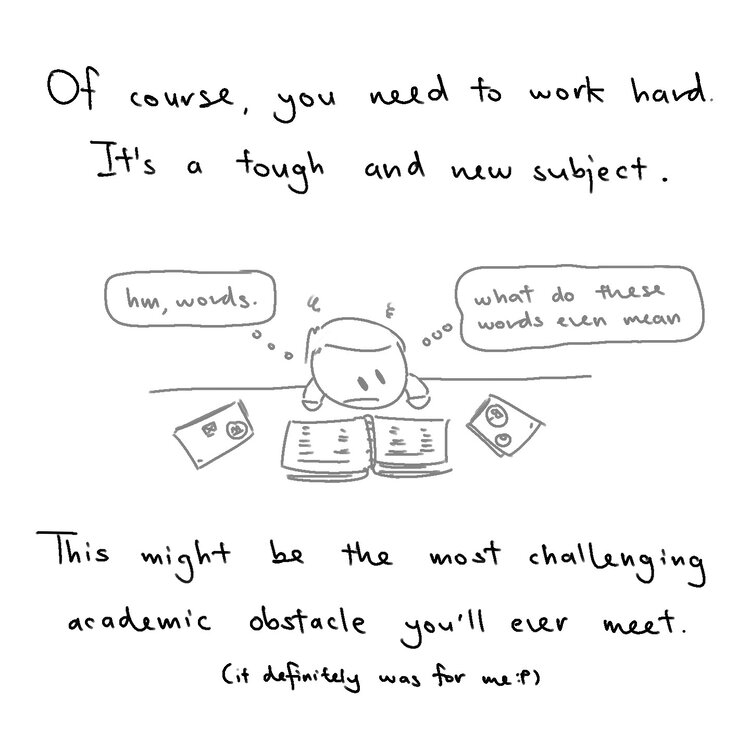 Of course, you need to work hard.
It's a tough and new subject.
hm, words.
what do these
words even mean
This might be the most challenging
academic obstacle you'll ever meet.
(it definitely was for me :P)